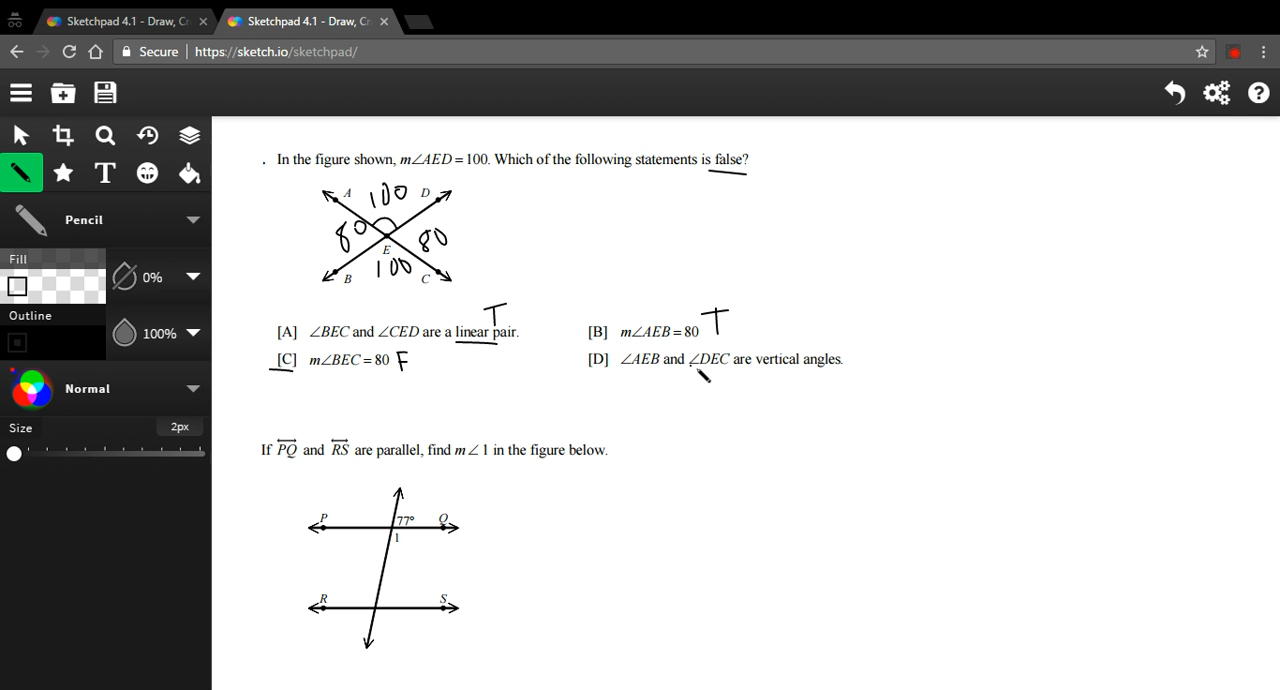 Sketchpad 4.1 - Draw, Cr
Sketchpad 4.1 - Draw, Cr
Secure | https://sketch.io/sketchpad/
Pencil
Fill
0%
Outline
100%
Normal
Size 2px
. In the figure shown, m∠AED = 100. Which of the following statements is false?
A 100 D
80 80
E
B 100 C
T
[A] ∠BEC and ∠CED are a linear pair. [B] m∠AEB = 80 T
[C] m∠BEC = 80 F [D] ∠AEB and ∠DEC are vertical angles.
If PQ and RS are parallel, find m∠1 in the figure below.
P 77° Q
1
R S